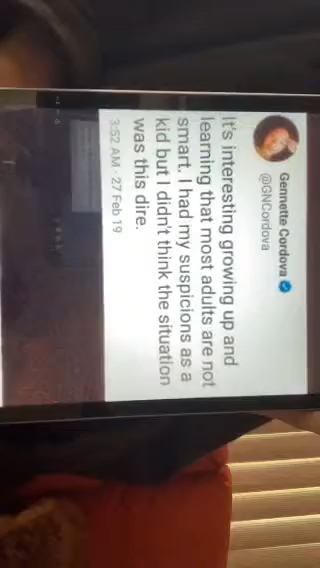 Gennette Cordova
@GNCordova
It's interesting growing up and
learning that most adults are not
smart. I had my suspicions as a
kid but I didn't think the situation
was this dire.
3:52 AM · 27 Feb 19